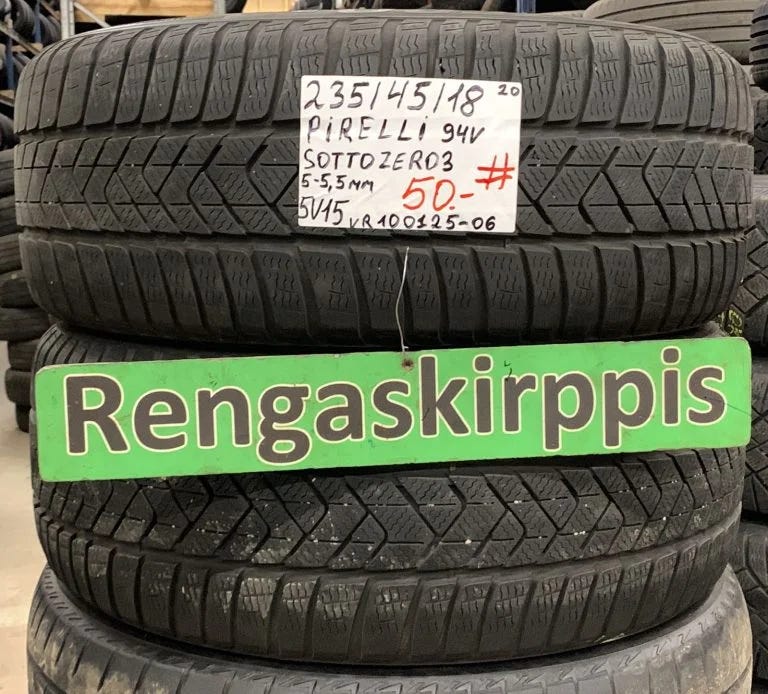 235/45/18 20
PIRELLI 94V
SOTTOZERO3
5-5,5MM 50.- #
5V15 VR100125-06
Rengaskirppis